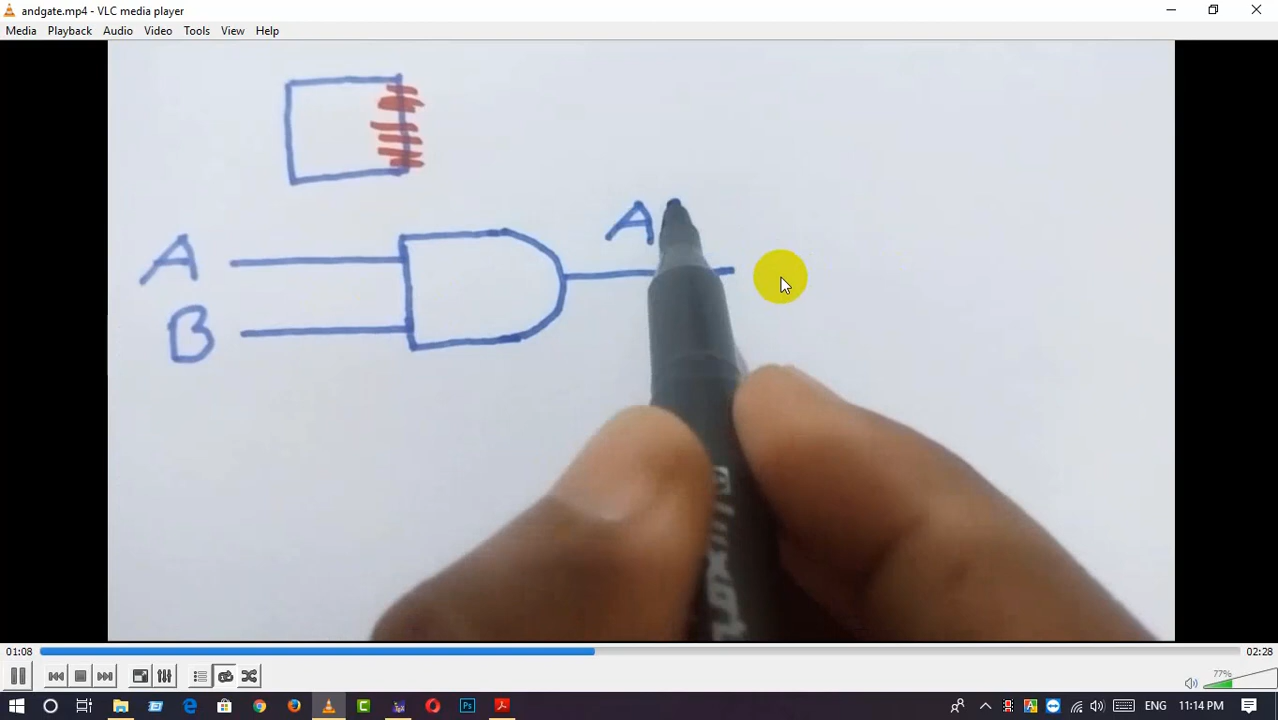 andgate.mp4 - VLC media player
Media Playback Audio Video Tools View Help
A
A
B
01:08
02:28
77%
ENG 11:14 PM